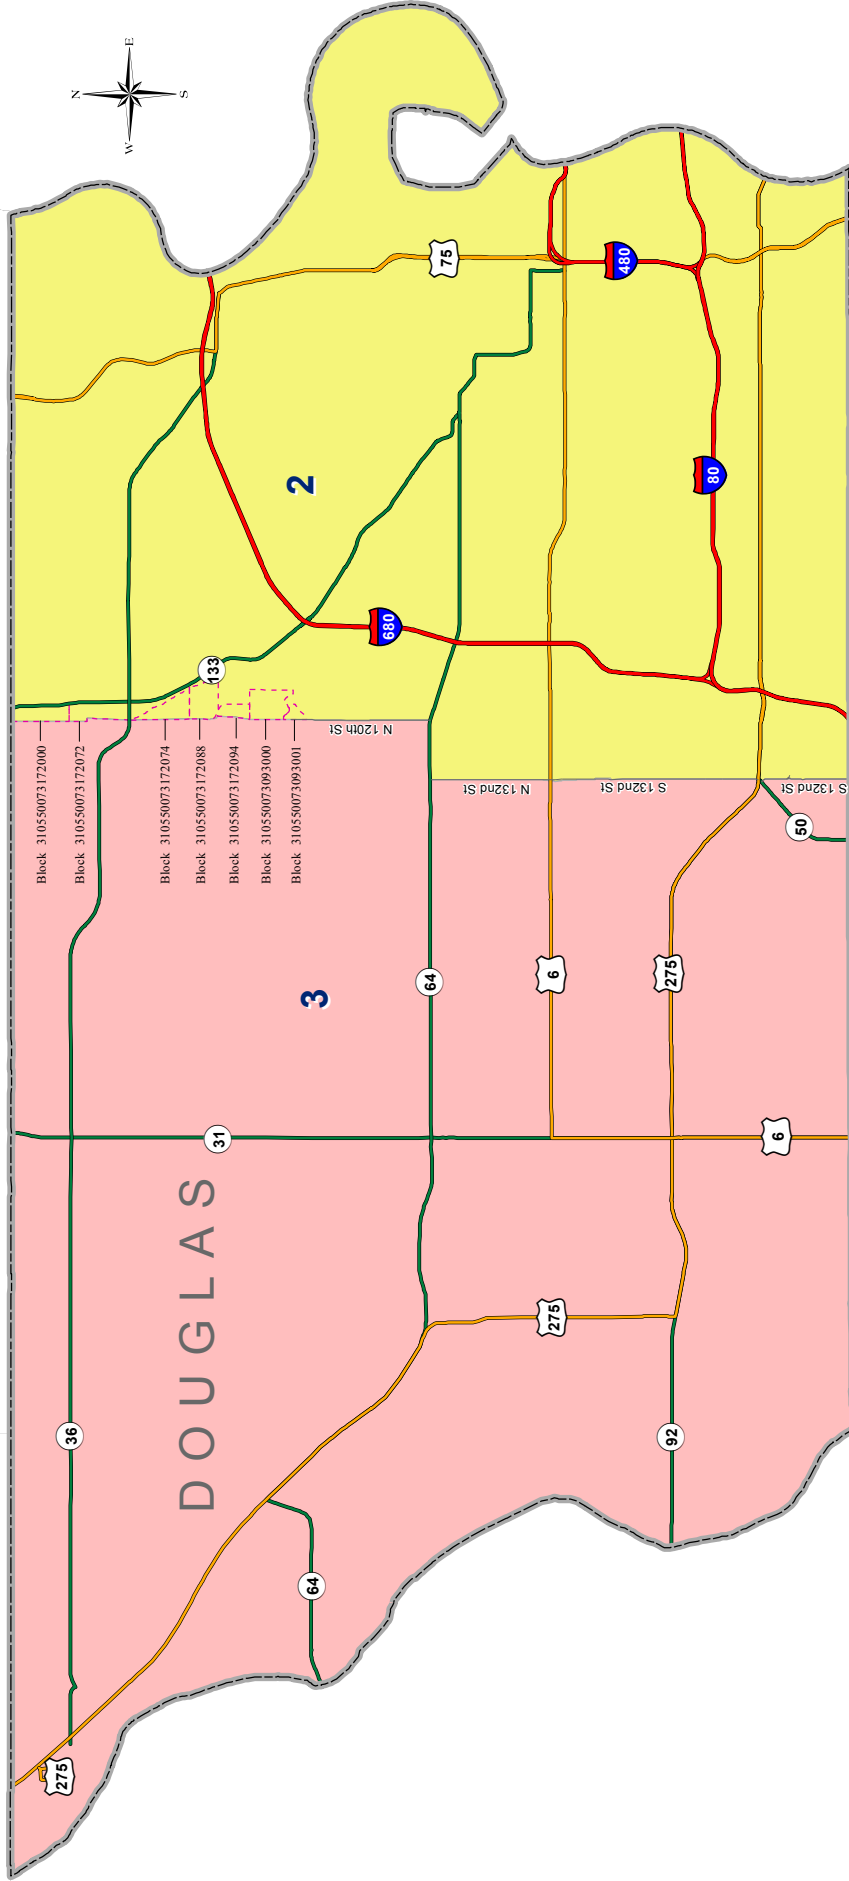 N
E
S
W
75
480
80
2
680
133
N 120th St
N 132nd St
S 132nd St
S 132nd St
50
Block 310550073172000
Block 310550073172072
Block 310550073172074
Block 310550073172088
Block 310550073172094
Block 310550073093000
Block 310550073093001
3
64
6
275
31
6
DOUGLAS
275
36
92
64
275